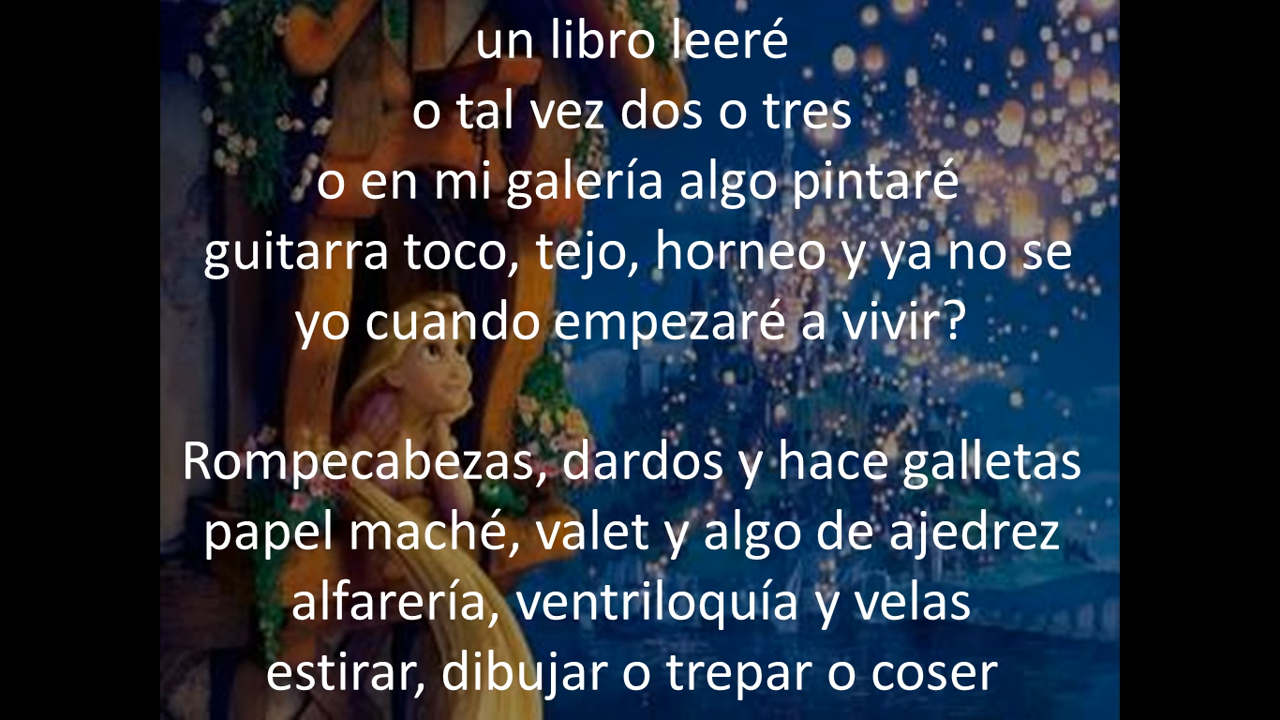 un libro leeré
o tal vez dos o tres
o en mi galería algo pintaré
guitarra toco, tejo, horneo y ya no se
yo cuando empezaré a vivir?
Rompecabezas, dardos y hace galletas
papel maché, valet y algo de ajedrez
alfarería, ventriloquía y velas
estirar, dibujar o trepar o coser